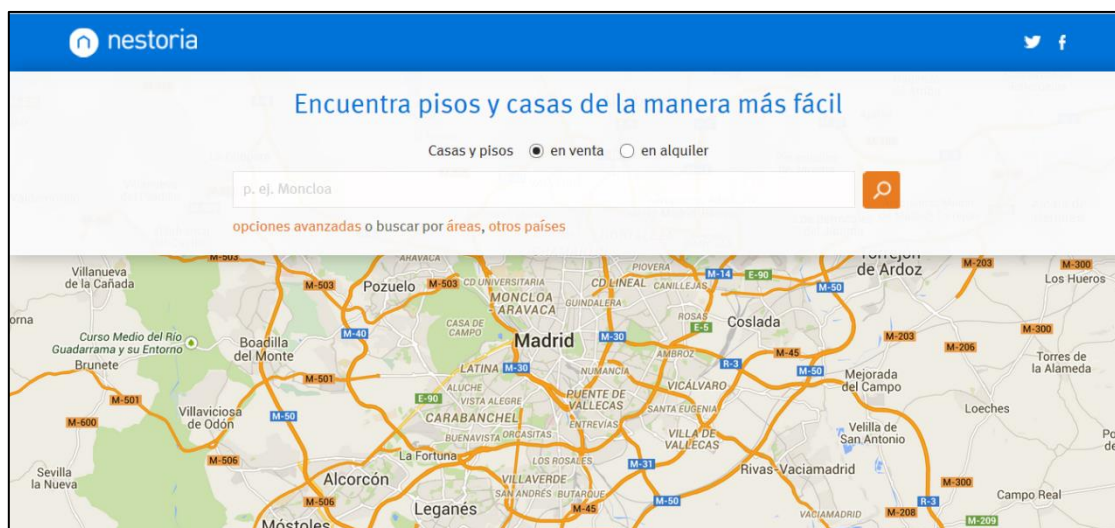 nestoria
Encuentra pisos y casas de la manera más fácil
Casas y pisos en venta en alquiler
p. ej. Moncloa
opciones avanzadas o buscar por áreas, otros países
M-503
ARAVACA
Pozuelo
M-503
CD UNIVERSITARIA
CD LINEAL
PIOVERA
CANILLEJAS
M-14
E-90
de Ardoz
M-203
M-300
Los Hueros
Villanueva
de la Cañada
M-503
M-50
MONCLOA
ARAVACA
GUINDALERA
ROSAS
E-5
Coslada
CASA DE
CAMPO
Madrid
M-30
M-40
Curso Medio del Río
Guadarrama y su Entorno
Boadilla
del Monte
Brunete
M-203
M-206
M-300
Torres de
la Alameda
AMBROZ
M-45
LATINA
M-30
NUMANCIA
R-3
M-50
M-501
ALUCHE
VICÁLVARO
Mejorada
del Campo
M-501
E-90
VISTA ALEGRE
PUENTE DE
VALLECAS
SANTA EUGENIA
Loeches
M-600
Villaviciosa
de Odón
M-50
CARABANCHEL
ENTREVÍAS
VILLA DE
VALLECAS
Velilla de
San Antonio
BUENAVISTA
ORCASITAS
M-506
La Fortuna
LOS ROSALES
M-31
Rivas-Vaciamadrid
Sevilla
la Nueva
Alcorcón
VILLAVERDE
M-300
SAN ANDRÉS
BUTARQUE
M-50
R-3
Campo Real
M-506
Leganés
M-45
VACIAMADRID
M-208
M-209
Móstoles